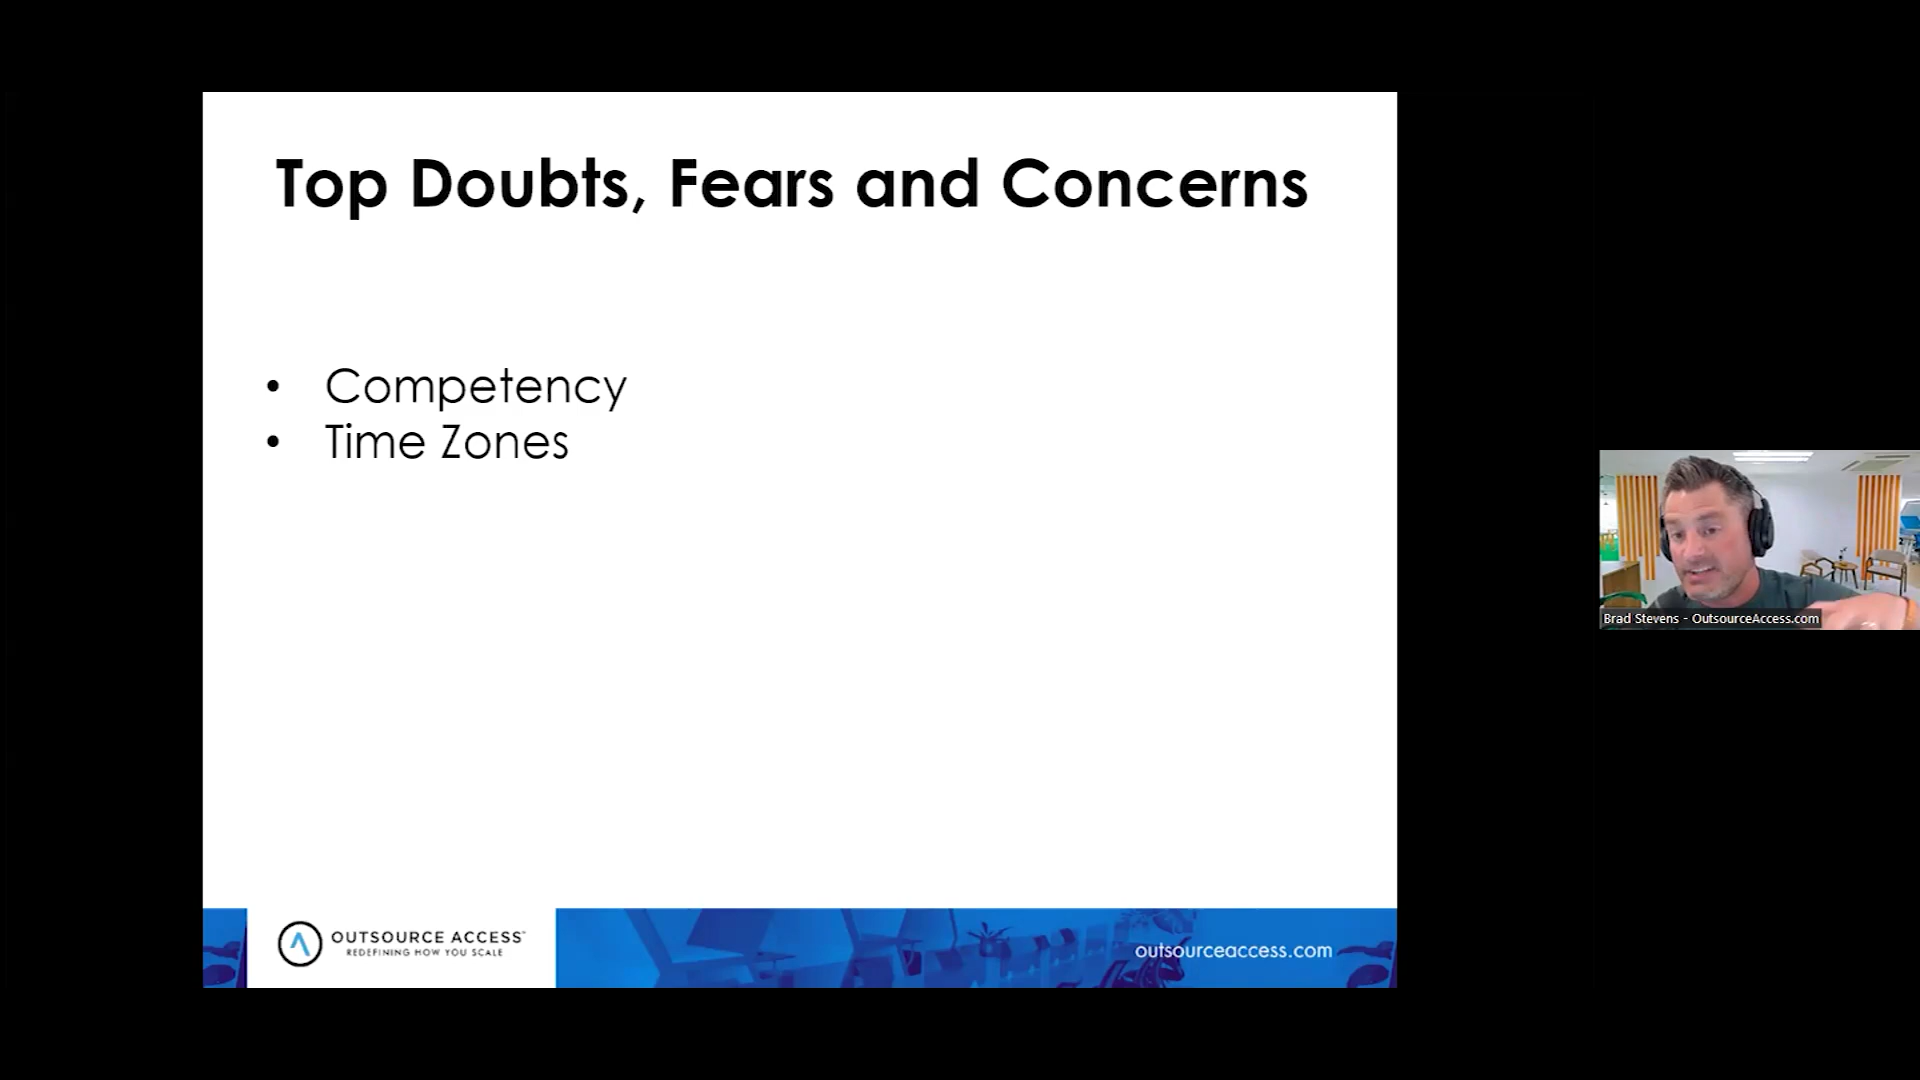 Top Doubts, Fears and Concerns
• Competency
• Time Zones
OUTSOURCE ACCESS™
REDEFINING HOW YOU SCALE
outsourceaccess.com
Brad Stevens - OutsourceAccess.com